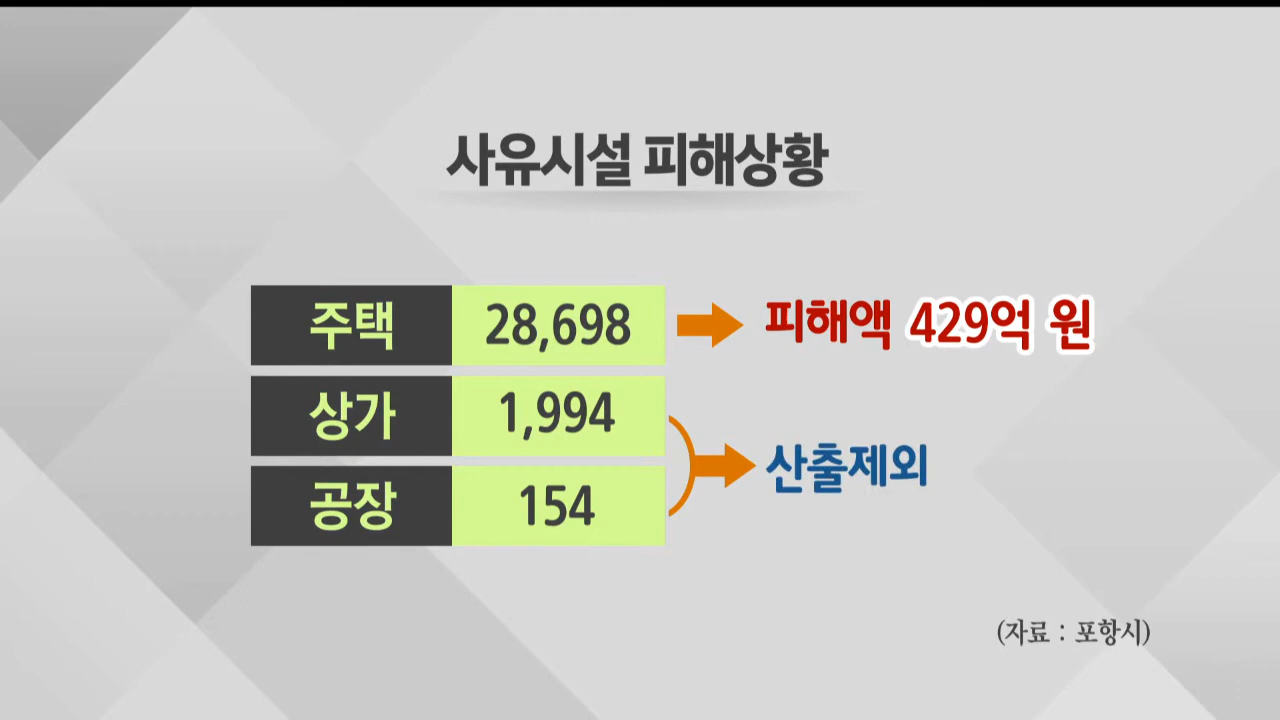 사유시설 피해상황
주택 28,698 피해액 429억 원
상가 1,994
산출제외
공장 154
(자료 : 포항시)